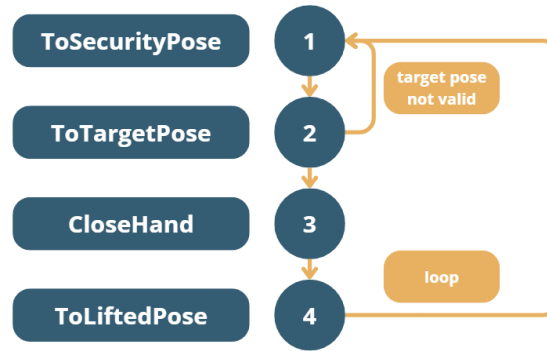 ToSecurityPose
1
target pose
not valid
ToTargetPose
2
CloseHand
3
loop
ToLiftedPose
4